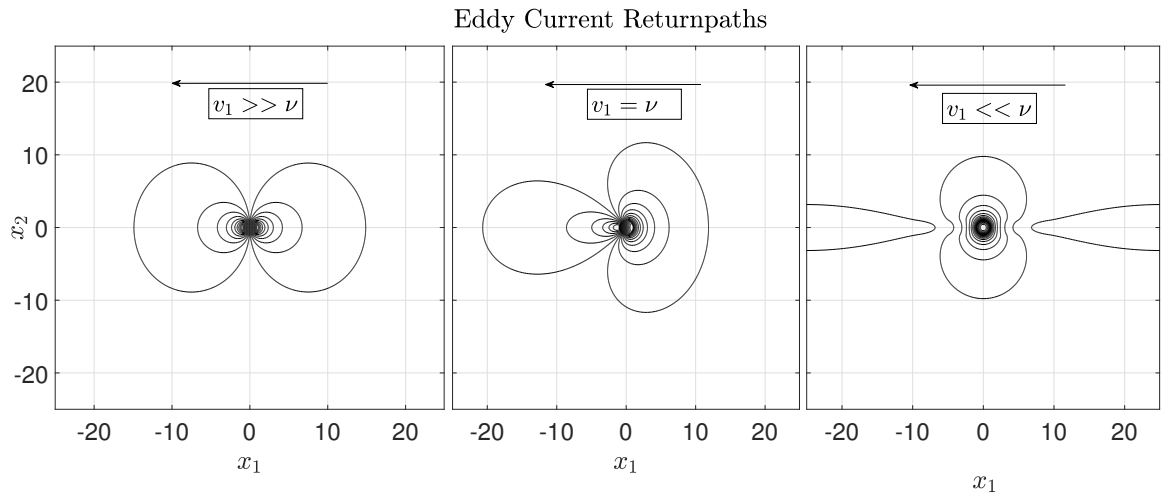 Eddy Current Returnpaths
v₁ >> ν
v₁ = ν
v₁ << ν
x₂
20
10
0
-10
-20
-20 -10 0 10 20
-20 -10 0 10 20
-20 -10 0 10 20
x₁
x₁
x₁